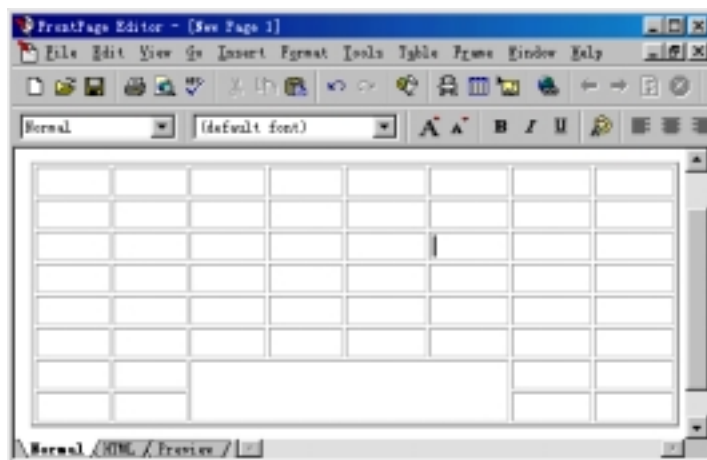 FrontPage Editor - [New Page 1]
File Edit View Go Insert Format Tools Table Frame Window Help
Normal (default font) A A B I U
Normal / HTML / Preview /